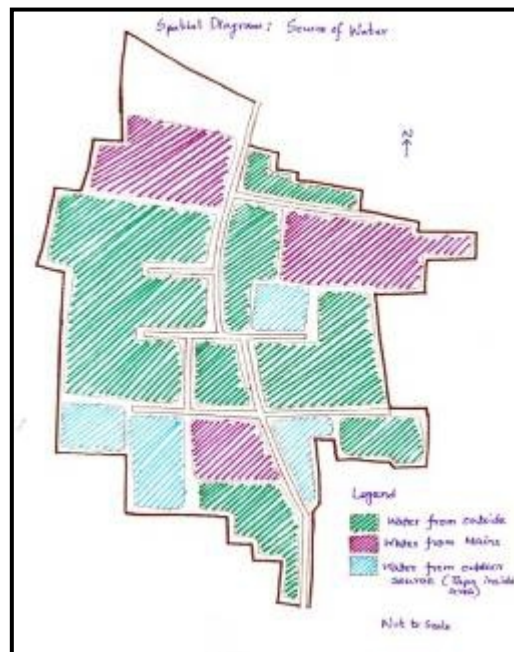 Spatial Diagram: Source of Water
N
Legend
Water from outside
Water from Mains
Water from outdoor
source (Taps inside
area)
Not to Scale